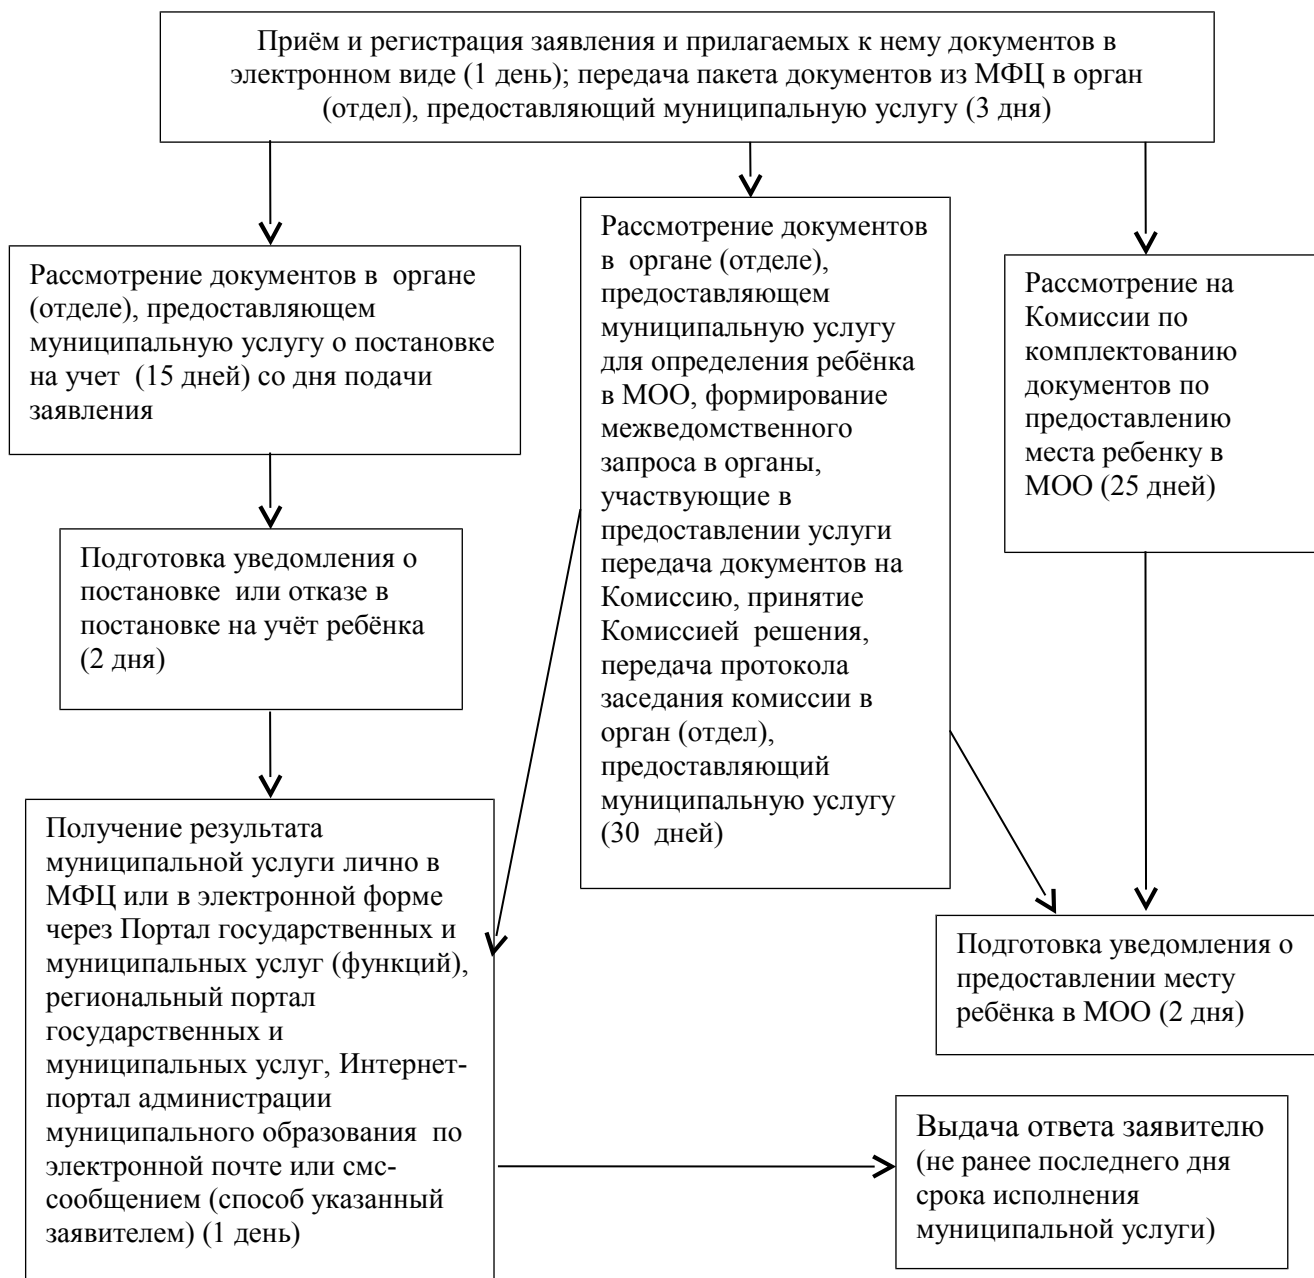 Приём и регистрация заявления и прилагаемых к нему документов в
электронном виде (1 день); передача пакета документов из МФЦ в орган
(отдел), предоставляющий муниципальную услугу (3 дня)
Рассмотрение документов в органе
(отделе), предоставляющем
муниципальную услугу о постановке
на учет (15 дней) со дня подачи
заявления
Рассмотрение документов
в органе (отделе),
предоставляющем
муниципальную услугу
для определения ребёнка
в МОО, формирование
межведомственного
запроса в органы,
участвующие в
предоставлении услуги
передача документов на
Комиссию, принятие
Комиссией решения,
передача протокола
заседания комиссии в
орган (отдел),
предоставляющий
муниципальную услугу
(30 дней)
Рассмотрение на
Комиссии по
комплектованию
документов по
предоставлению
места ребенку в
МОО (25 дней)
Подготовка уведомления о
постановке или отказе в
постановке на учёт ребёнка
(2 дня)
Получение результата
муниципальной услуги лично в
МФЦ или в электронной форме
через Портал государственных и
муниципальных услуг (функций),
региональный портал
государственных и
муниципальных услуг, Интернет-
портал администрации
муниципального образования по
электронной почте или смс-
сообщением (способ указанный
заявителем) (1 день)
Подготовка уведомления о
предоставлении месту
ребёнка в МОО (2 дня)
Выдача ответа заявителю
(не ранее последнего дня
срока исполнения
муниципальной услуги)